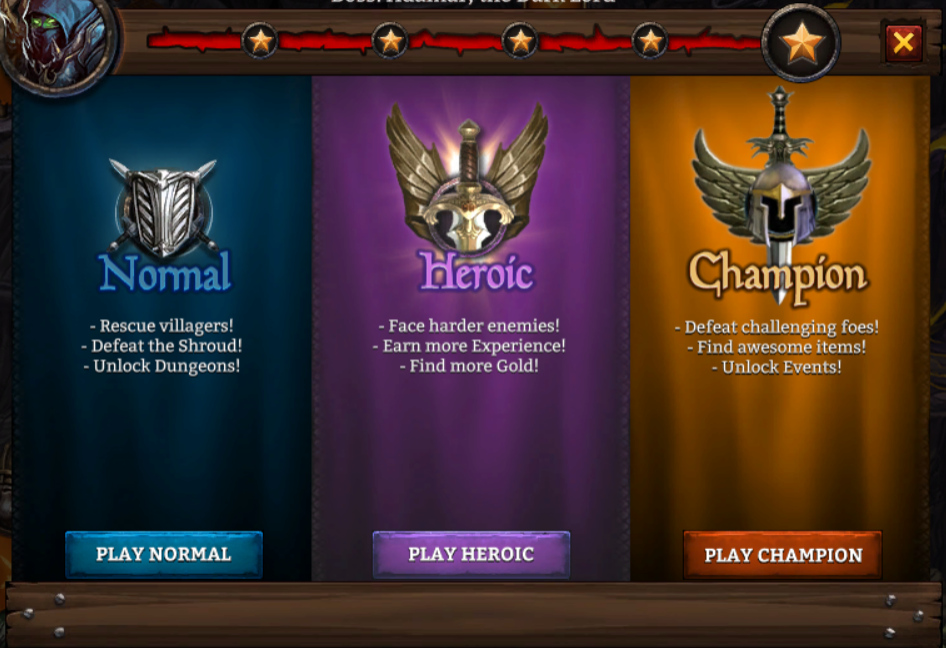 Normal
- Rescue villagers!
- Defeat the Shroud!
- Unlock Dungeons!
PLAY NORMAL
Heroic
- Face harder enemies!
- Earn more Experience!
- Find more Gold!
PLAY HEROIC
Champion
- Defeat challenging foes!
- Find awesome items!
- Unlock Events!
PLAY CHAMPION